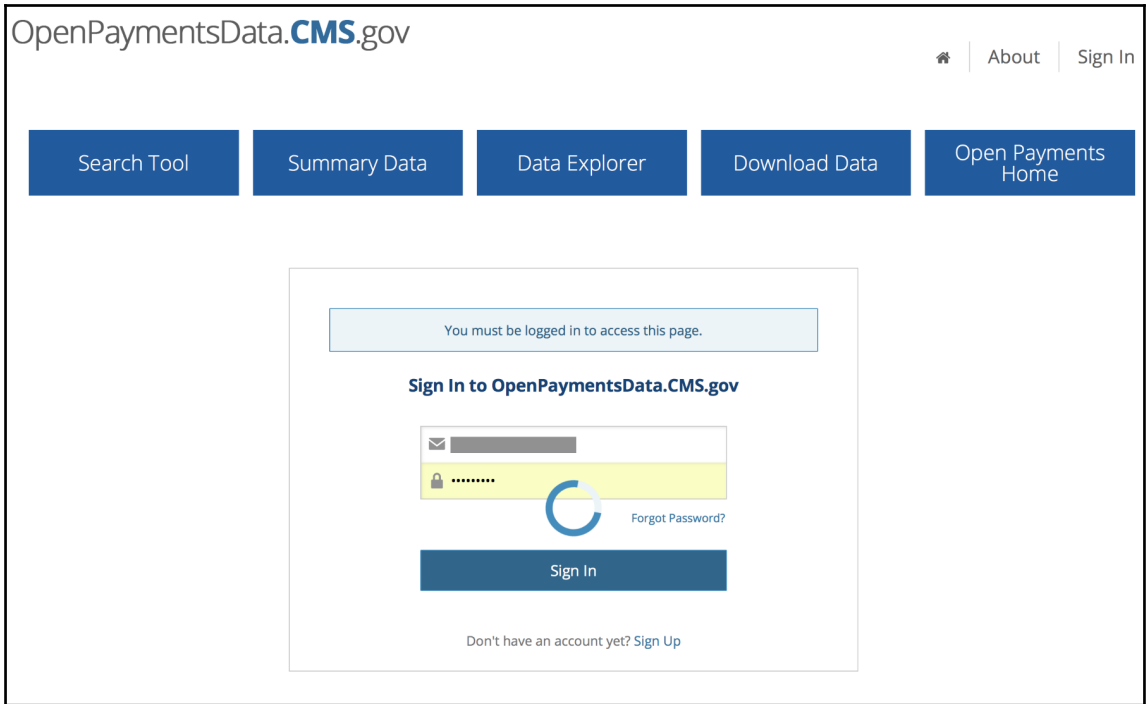 OpenPaymentsData.CMS.gov
About
Sign In
Search Tool
Summary Data
Data Explorer
Download Data
Open Payments
Home
You must be logged in to access this page.
Sign In to OpenPaymentsData.CMS.gov
•••••••••
Forgot Password?
Sign In
Don't have an account yet? Sign Up